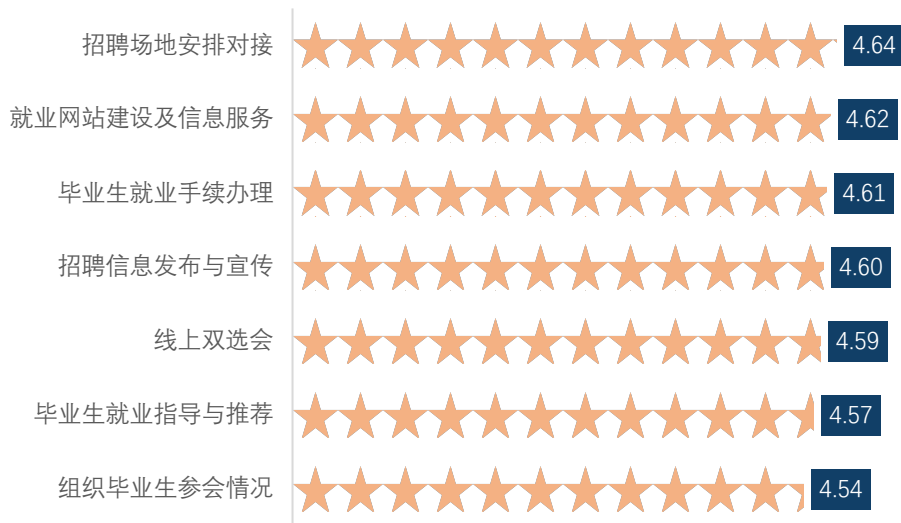 招聘场地安排对接 4.64
就业网站建设及信息服务 4.62
毕业生就业手续办理 4.61
招聘信息发布与宣传 4.60
线上双选会 4.59
毕业生就业指导与推荐 4.57
组织毕业生参会情况 4.54